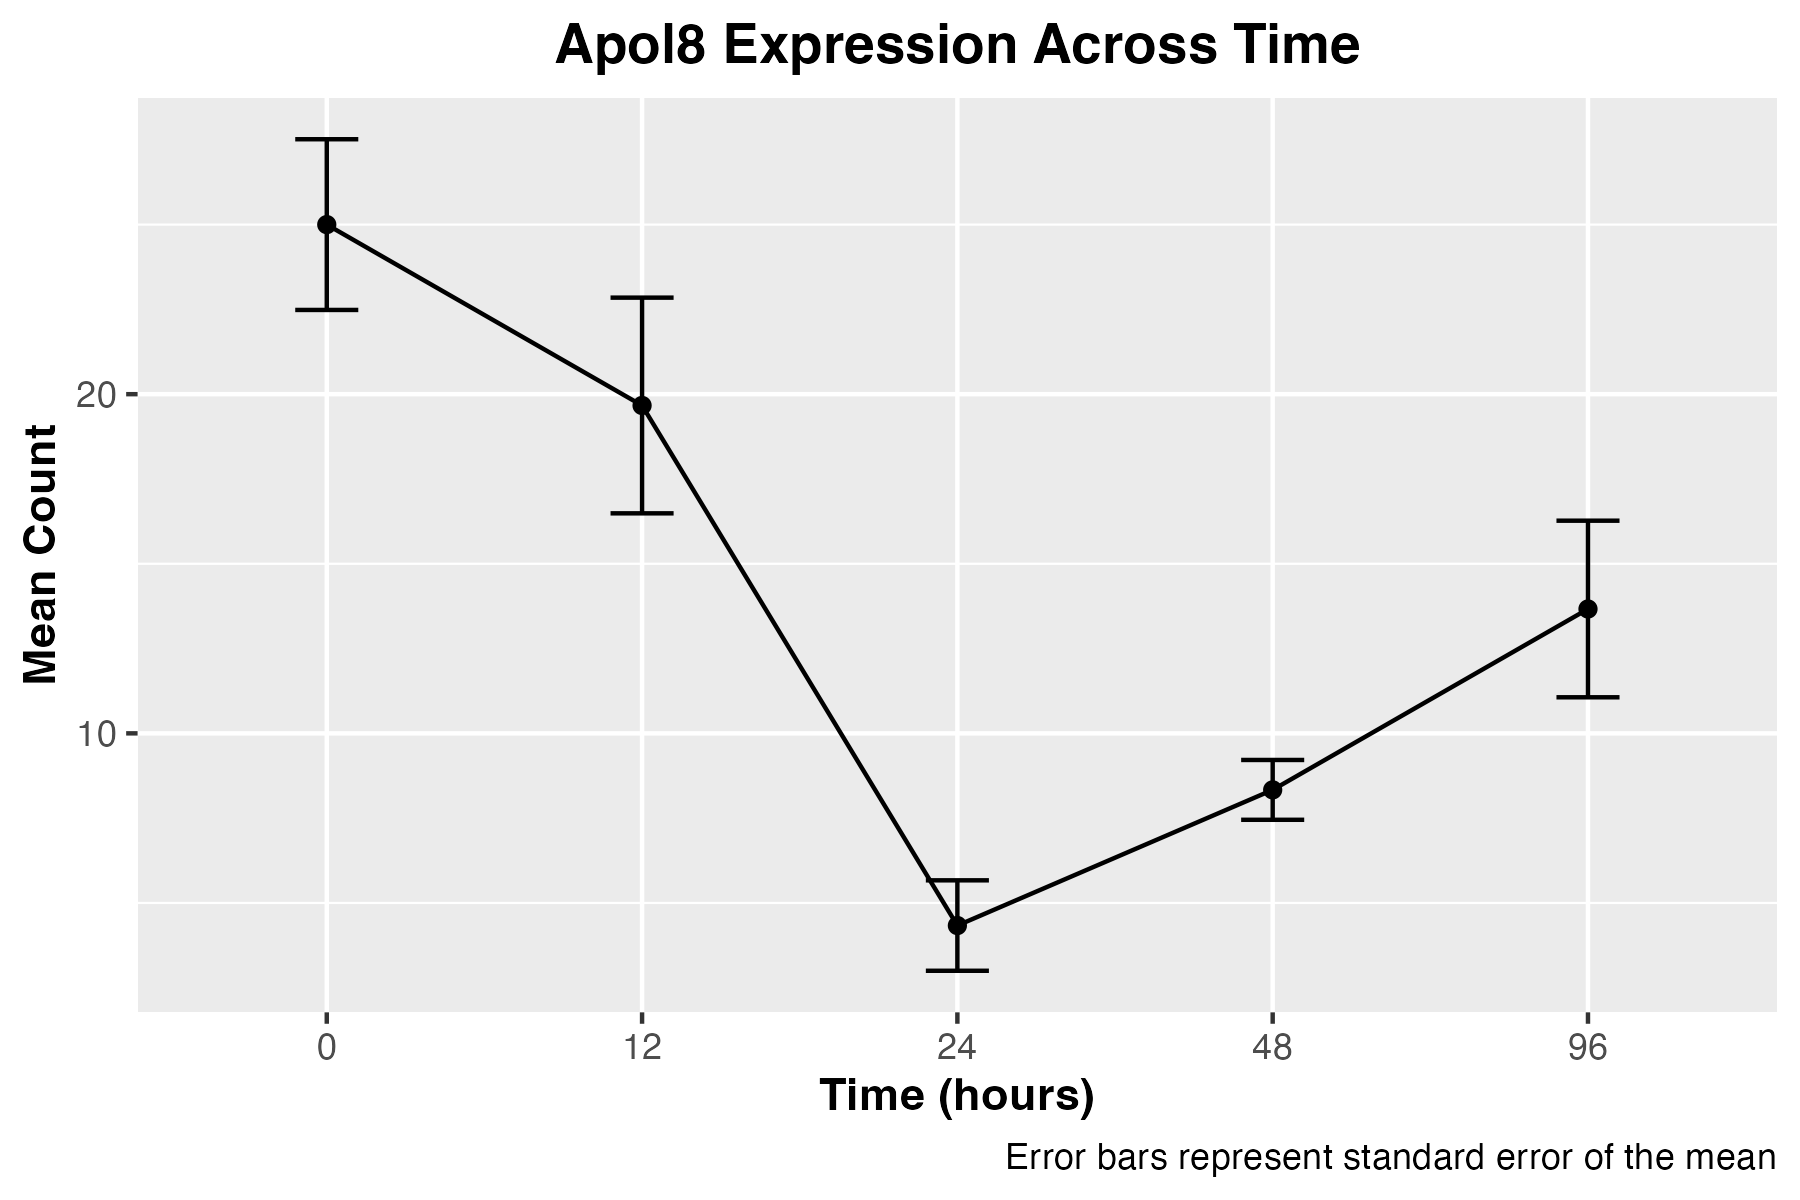 Apol8 Expression Across Time
Mean Count
20
10
0 12 24 48 96
Time (hours)
Error bars represent standard error of the mean